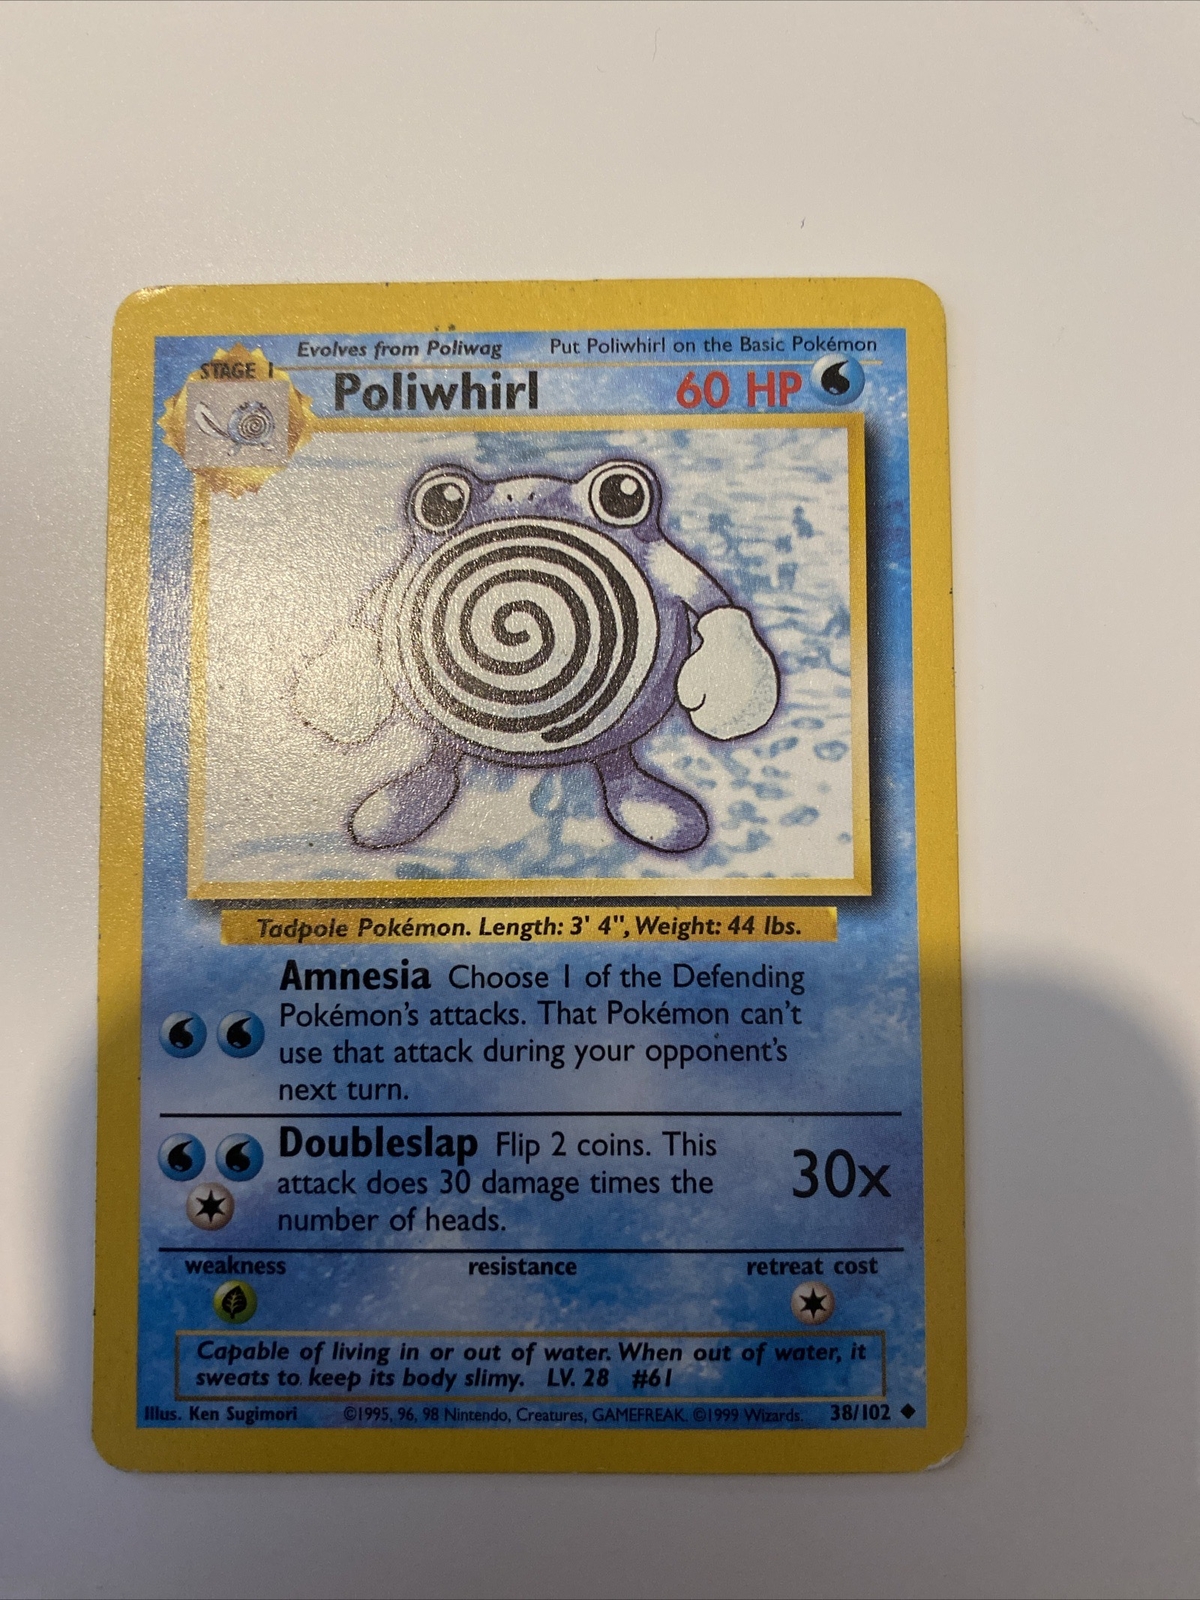 Evolves from Poliwag Put Poliwhirl on the Basic Pokémon
STAGE 1
Poliwhirl 60 HP
Tadpole Pokémon. Length: 3' 4", Weight: 44 lbs.
Amnesia Choose 1 of the Defending
Pokémon's attacks. That Pokémon can't
use that attack during your opponent's
next turn.
Doubleslap Flip 2 coins. This
attack does 30 damage times the
number of heads.
30x
weakness resistance retreat cost
Capable of living in or out of water. When out of water, it
sweats to keep its body slimy. LV. 28 #61
Illus. Ken Sugimori ©1995, 96, 98 Nintendo, Creatures, GAMEFREAK. ©1999 Wizards. 38/102